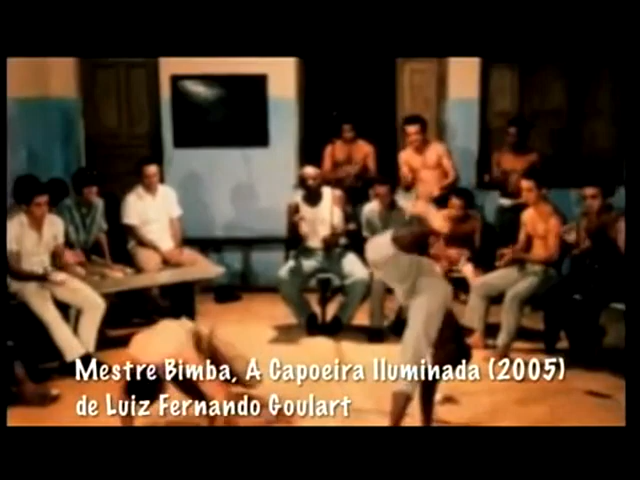 Mestre Bimba, A Capoeira Iluminada (2005)
de Luiz Fernando Goulart